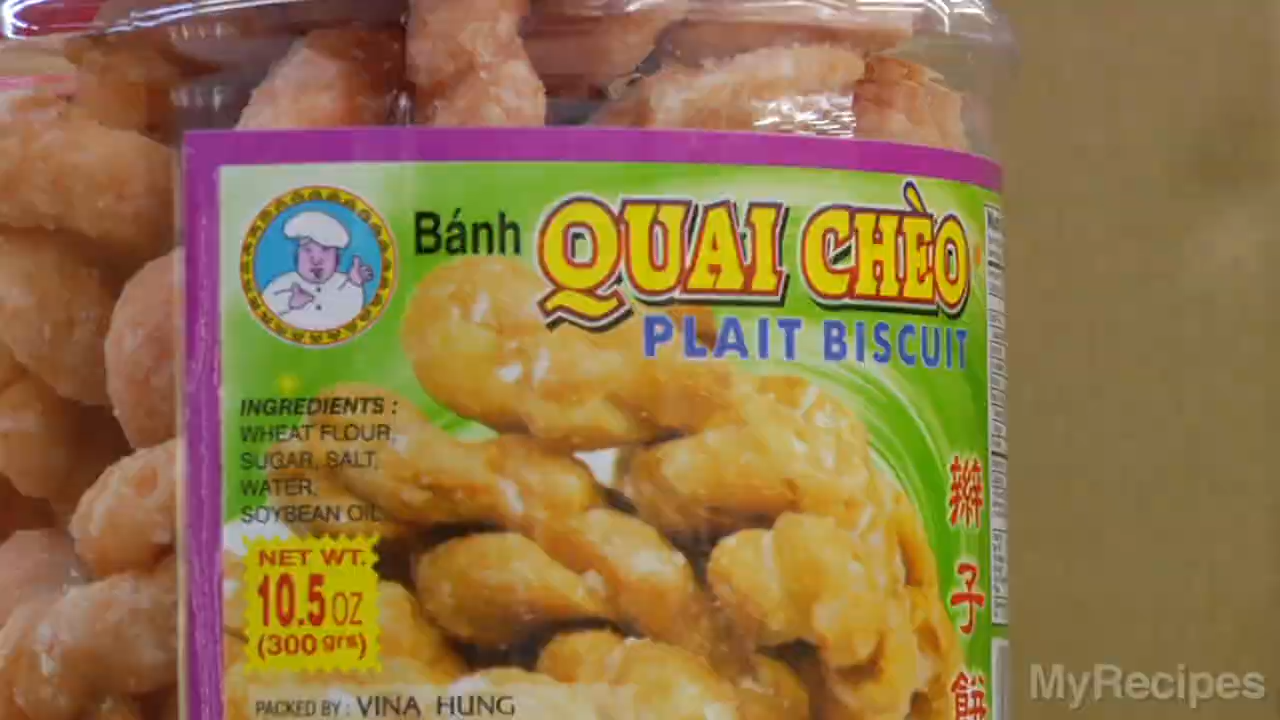 Bánh QUAI CHÈO
PLAIT BISCUIT
INGREDIENTS :
WHEAT FLOUR,
SUGAR, SALT,
WATER,
SOYBEAN OIL
NET WT.
10.5 OZ
(300 grs)
PACKED BY : VINA HUNG
辮子餅
MyRecipes